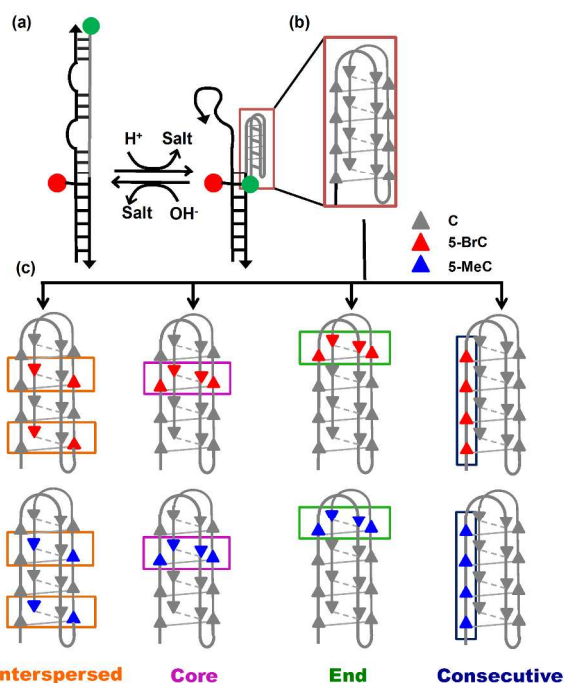 (a)
(b)
H⁺ Salt
Salt OH⁻
C
5-BrC
5-MeC
(c)
nterspersed Core End Consecutive